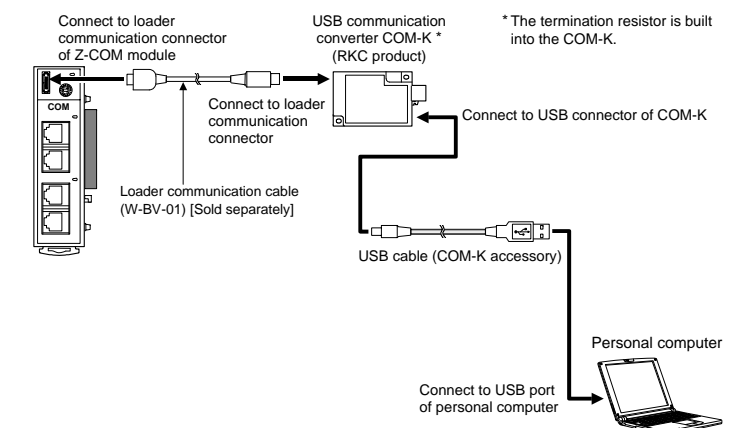 Connect to loader
communication connector
of Z-COM module
USB communication
converter COM-K *
(RKC product)
* The termination resistor is built
into the COM-K.
COM
Connect to loader
communication
connector
Connect to USB connector of COM-K
Loader communication cable
(W-BV-01) [Sold separately]
USB cable (COM-K accessory)
Personal computer
Connect to USB port
of personal computer